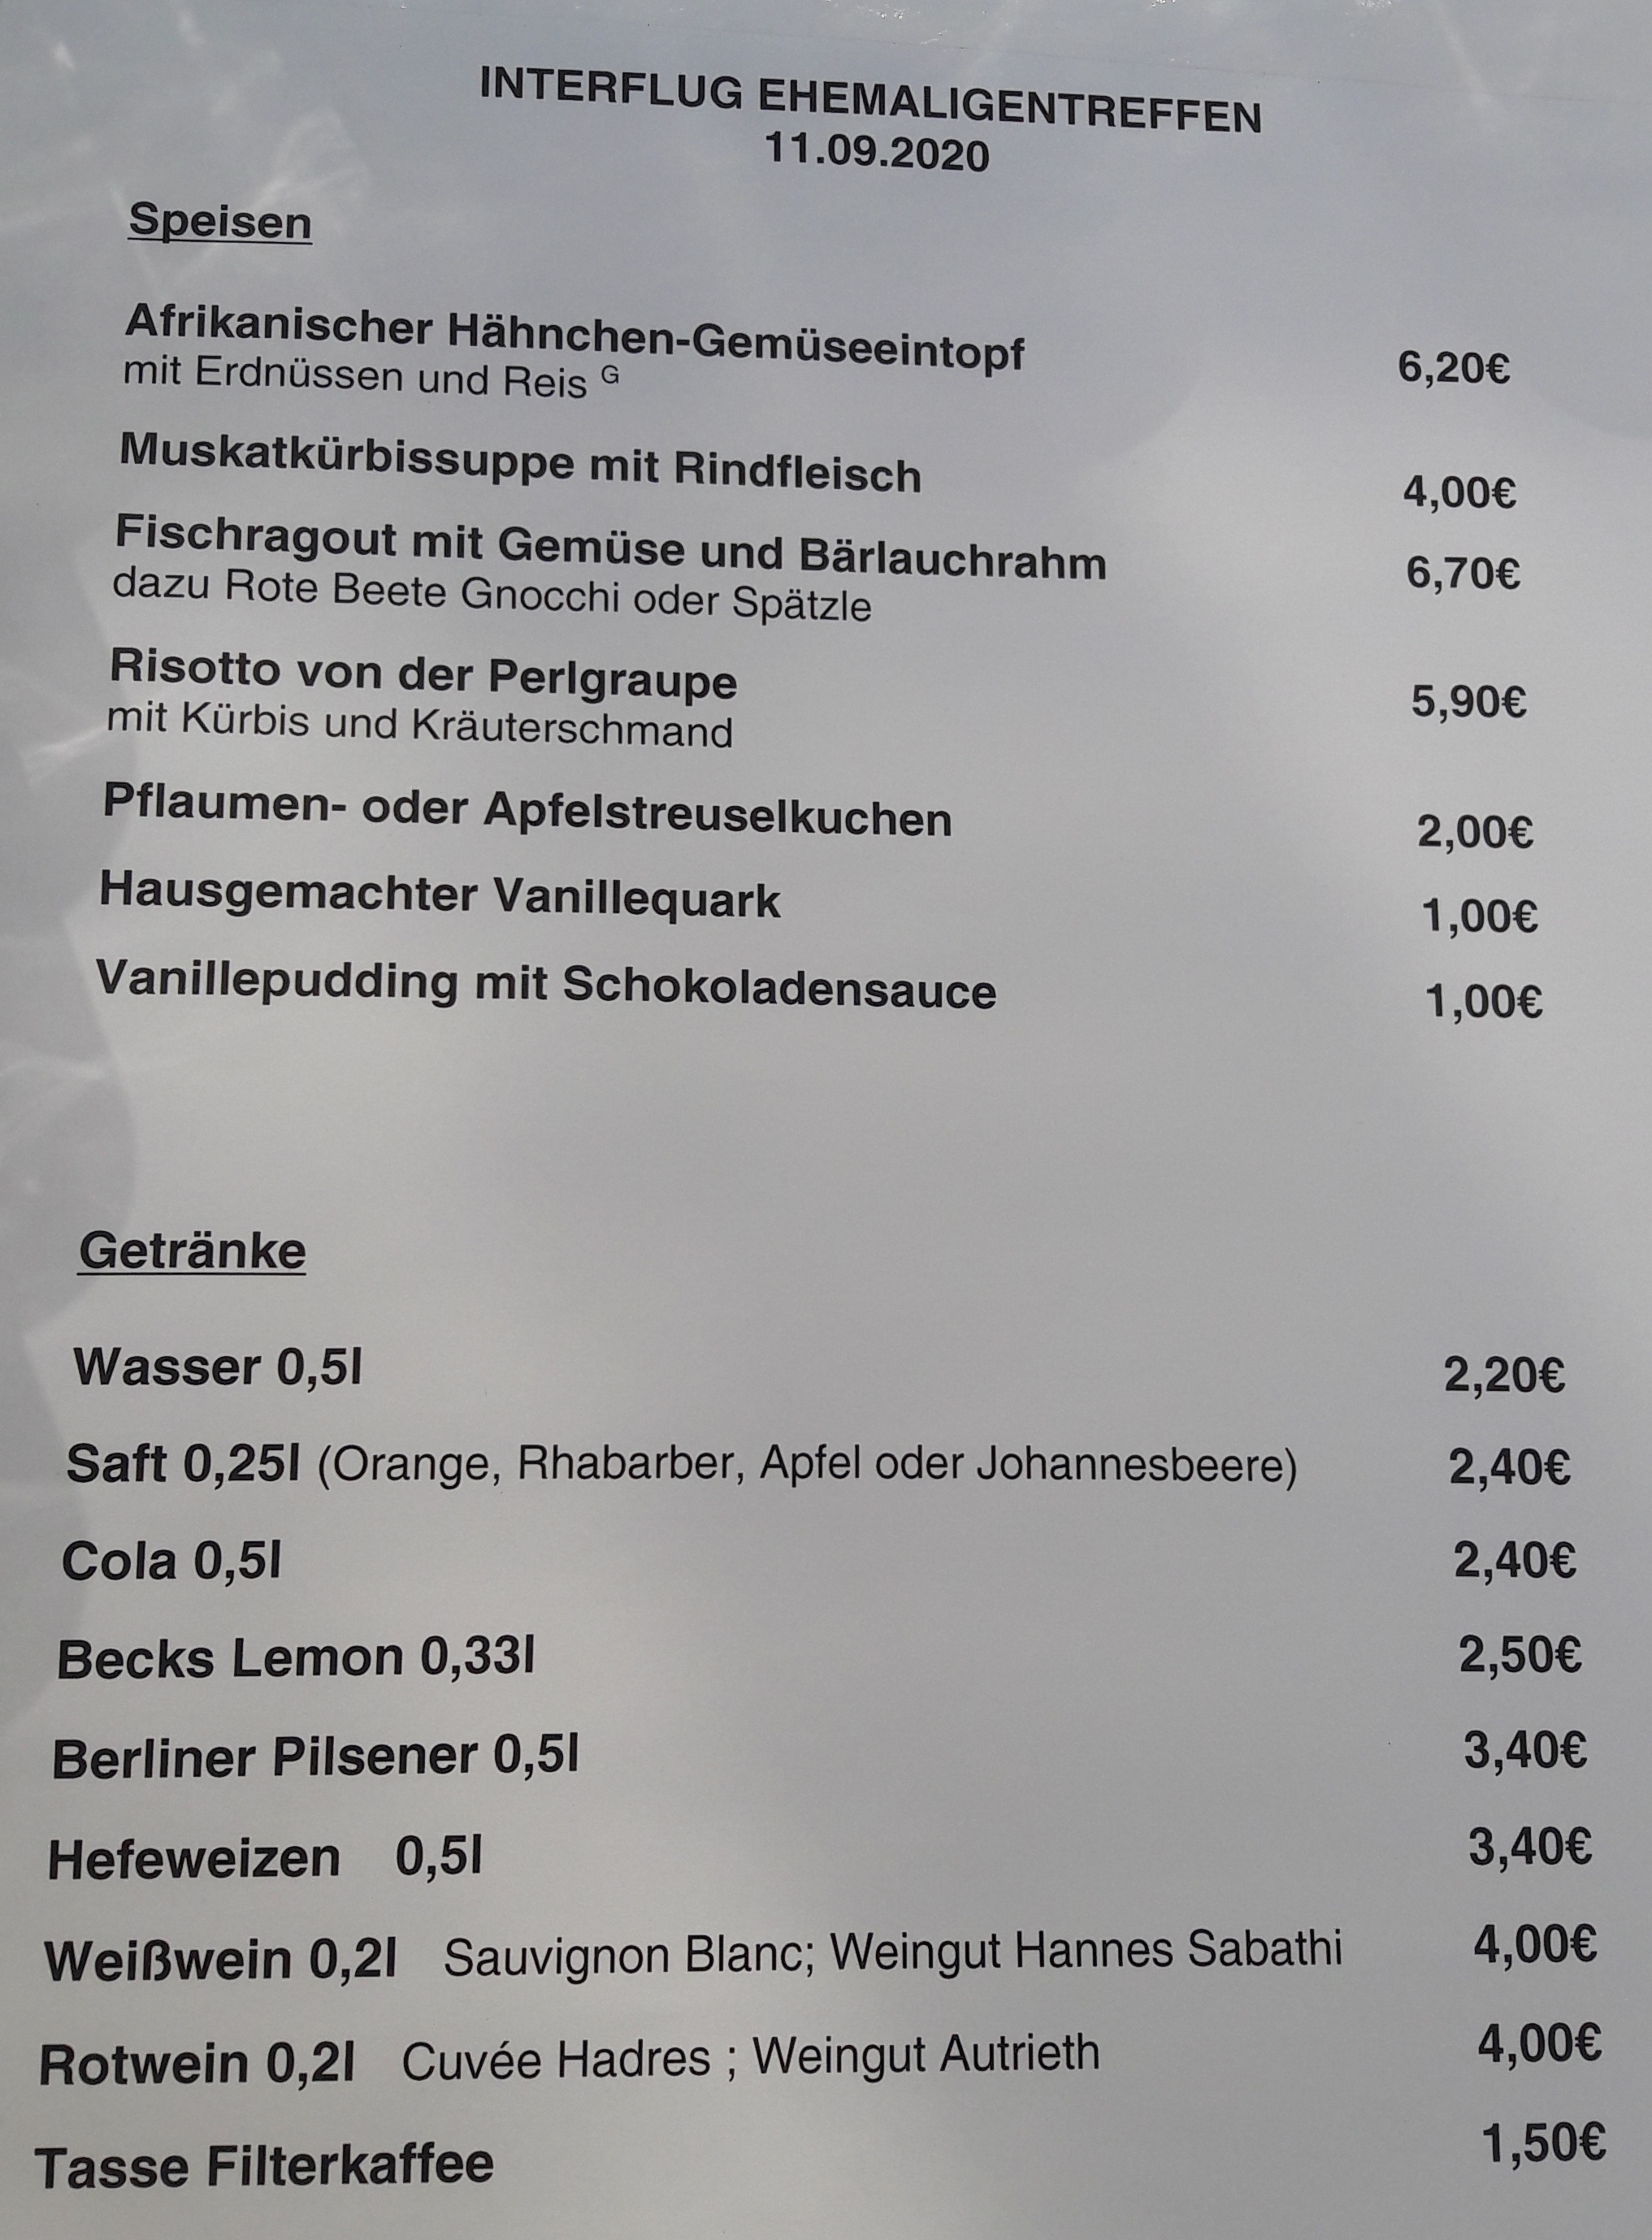 INTERFLUG EHEMALIGENTREFFEN
11.09.2020
Speisen
Afrikanischer Hähnchen-Gemüseeintopf 6,20€
mit Erdnüssen und Reis G
Muskatkürbissuppe mit Rindfleisch 4,00€
Fischragout mit Gemüse und Bärlauchrahm 6,70€
dazu Rote Beete Gnocchi oder Spätzle
Risotto von der Perlgraupe 5,90€
mit Kürbis und Kräuterschmand
Pflaumen- oder Apfelstreuselkuchen 2,00€
Hausgemachter Vanillequark 1,00€
Vanillepudding mit Schokoladensauce 1,00€
Getränke
Wasser 0,5l 2,20€
Saft 0,25l (Orange, Rhabarber, Apfel oder Johannesbeere) 2,40€
Cola 0,5l 2,40€
Becks Lemon 0,33l 2,50€
Berliner Pilsener 0,5l 3,40€
Hefeweizen 0,5l 3,40€
Weißwein 0,2l Sauvignon Blanc; Weingut Hannes Sabathi 4,00€
Rotwein 0,2l Cuvée Hadres ; Weingut Autrieth 4,00€
Tasse Filterkaffee 1,50€